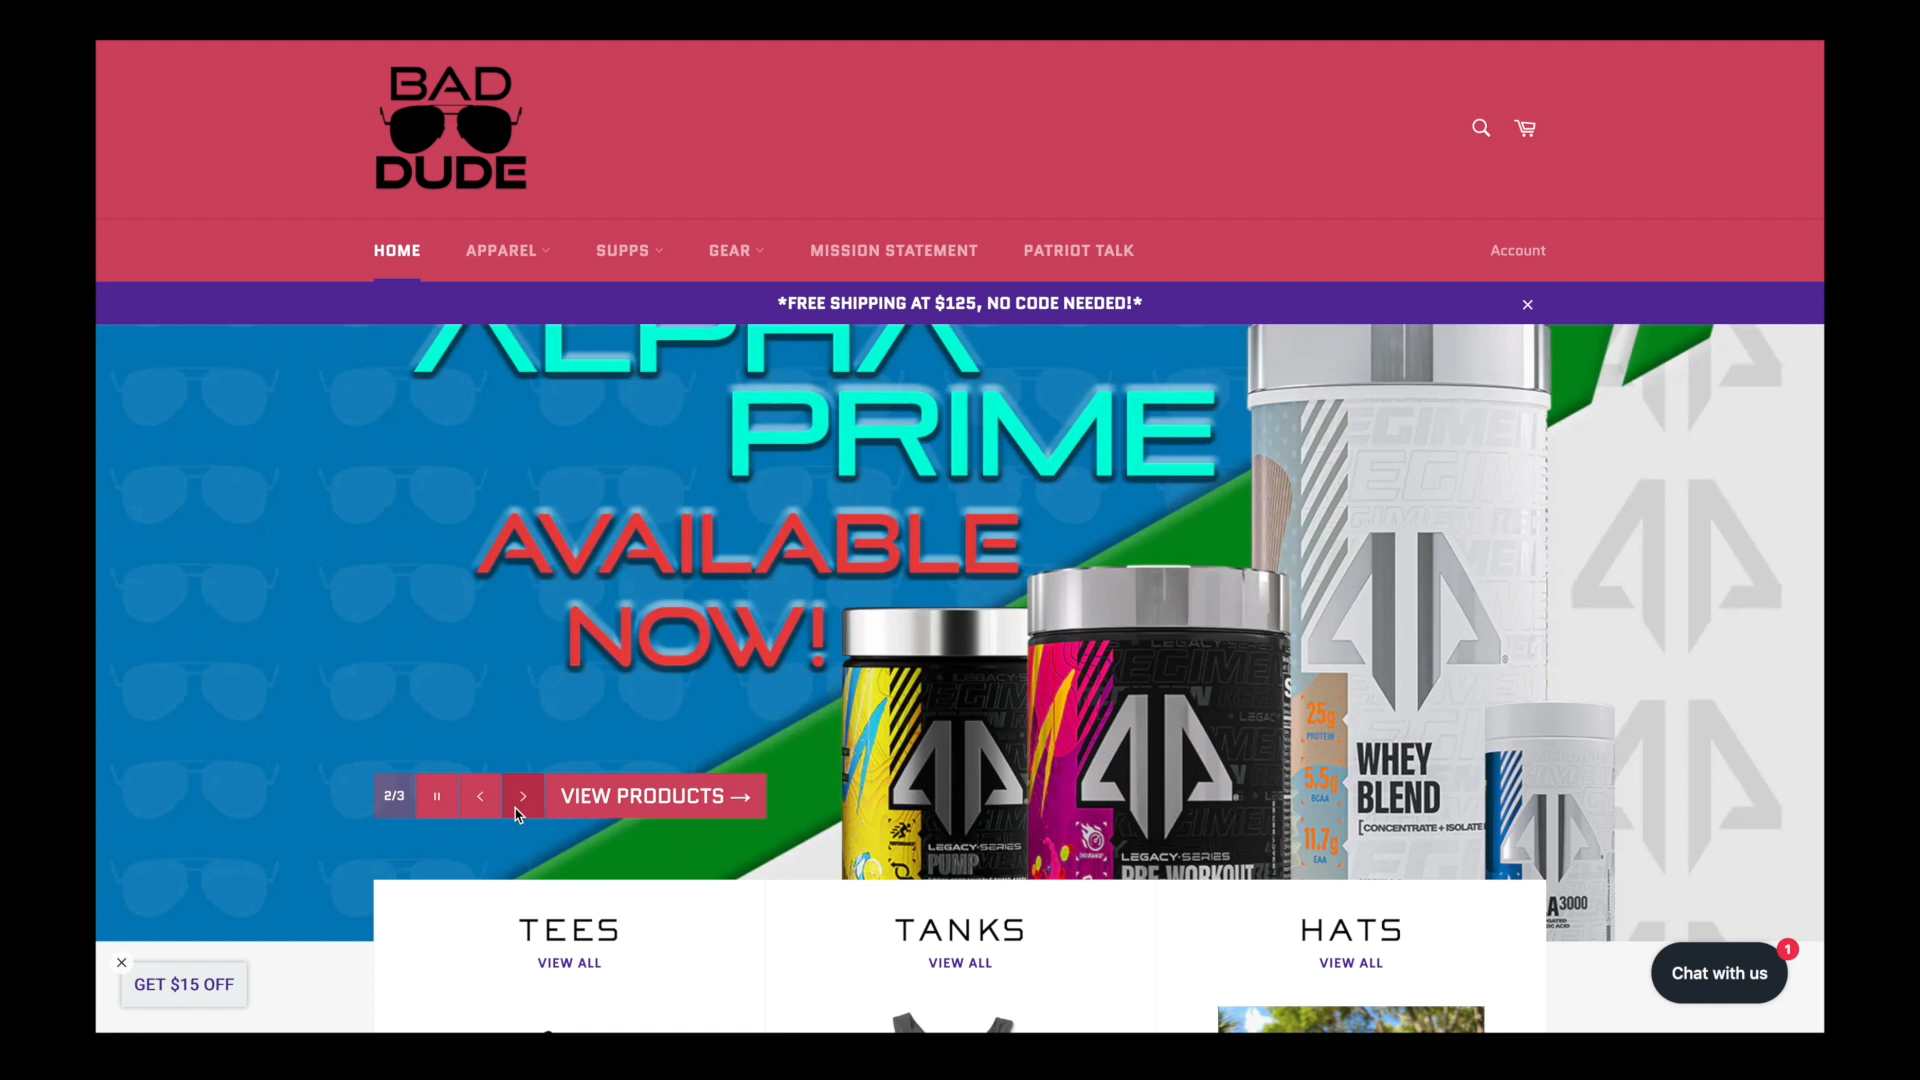 BAD
DUDE
HOME
APPAREL
SUPPS
GEAR
MISSION STATEMENT
PATRIOT TALK
Account
*FREE SHIPPING AT $125, NO CODE NEEDED!*
ALPHA
PRIME
AVAILABLE
NOW!
25g
PROTEIN
5.5g
BCAA
11.7g
EAA
WHEY
BLEND
[CONCENTRATE + ISOLATE
LEGACY-SERIES
PUMP
LEGACY-SERIES
PRE WORKOUT
A3000
2/3
VIEW PRODUCTS →
TEES
VIEW ALL
TANKS
VIEW ALL
HATS
VIEW ALL
GET $15 OFF
Chat with us
1